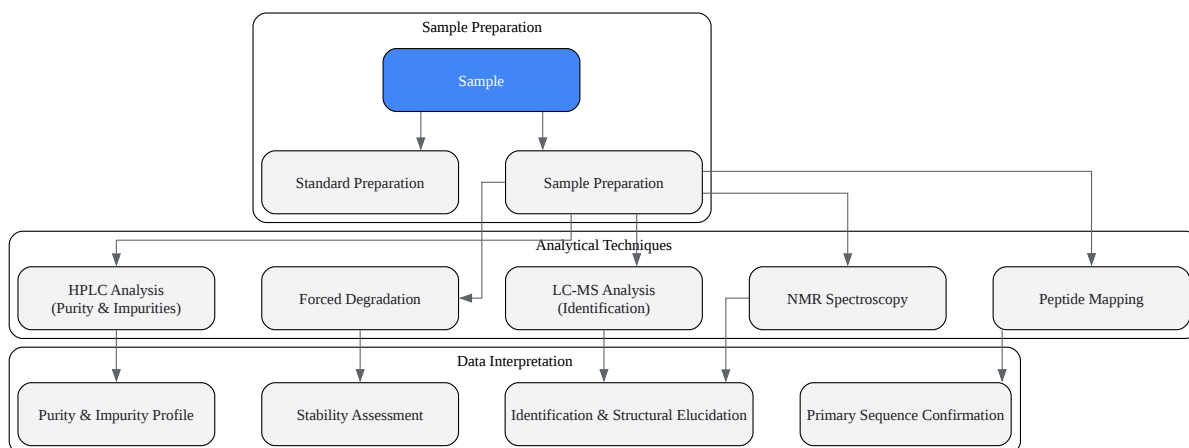 Sample Preparation
Sample
Standard Preparation
Sample Preparation
Analytical Techniques
HPLC Analysis
(Purity & Impurities)
Forced Degradation
LC-MS Analysis
(Identification)
NMR Spectroscopy
Peptide Mapping
Data Interpretation
Purity & Impurity Profile
Stability Assessment
Identification & Structural Elucidation
Primary Sequence Confirmation